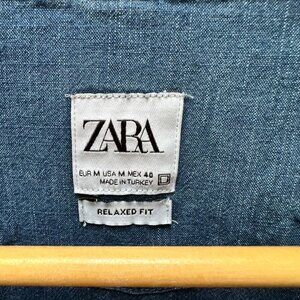 ZARA
EUR M USA M MEX 40
MADE IN TURKEY
RELAXED FIT